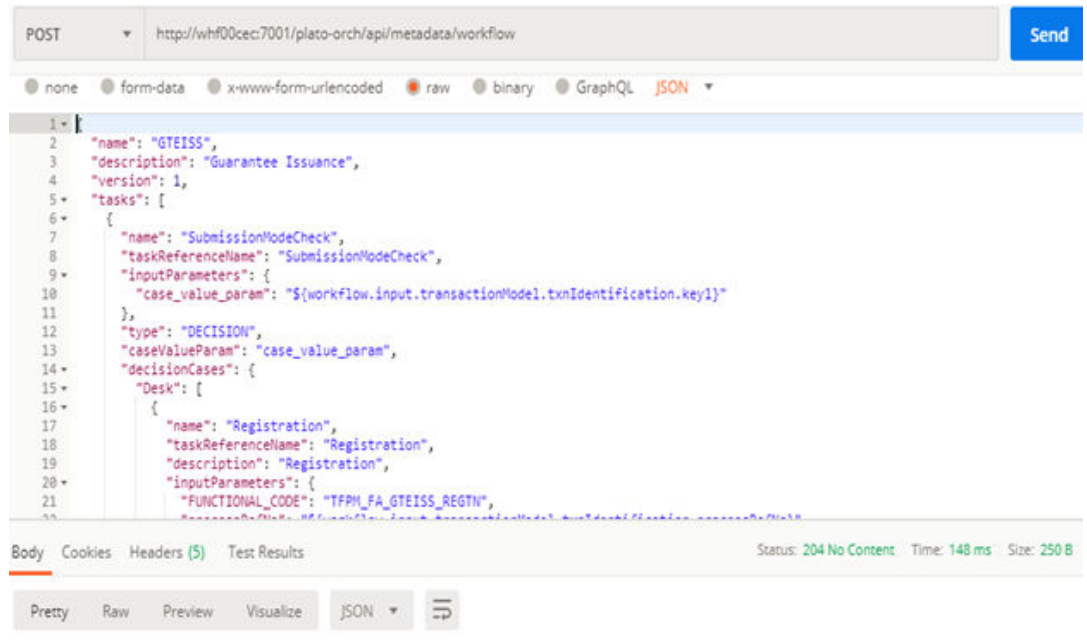 POST http://whf00cec:7001/plato-orch/api/metadata/workflow Send
none form-data x-www-form-urlencoded raw binary GraphQL JSON
1 {
2 "name": "GTEISS",
3 "description": "Guarantee Issuance",
4 "version": 1,
5 "tasks": [
6 {
7 "name": "SubmissionModeCheck",
8 "taskReferenceName": "SubmissionModeCheck",
9 "inputParameters": {
10 "case_value_param": "${workflow.input.transactionModel.txnIdentification.key1}"
11 },
12 "type": "DECISION",
13 "caseValueParam": "case_value_param",
14 "decisionCases": {
15 "Desk": [
16 {
17 "name": "Registration",
18 "taskReferenceName": "Registration",
19 "description": "Registration",
20 "inputParameters": {
21 "FUNCTIONAL_CODE": "TFPM_FA_GTEISS_REGTN",
Body Cookies Headers (5) Test Results Status: 204 No Content Time: 148 ms Size: 250 B
Pretty Raw Preview Visualize JSON